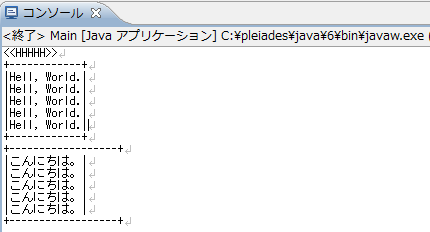 コンソール
<終了> Main [Java アプリケーション] C:¥pleiades¥java¥6¥bin¥javaw.exe (
<<HHHHH>>
+------------+
|Hell, World.|
|Hell, World.|
|Hell, World.|
|Hell, World.|
|Hell, World.|
+------------+
+------------------+
|こんにちは。|
|こんにちは。|
|こんにちは。|
|こんにちは。|
|こんにちは。|
+------------------+